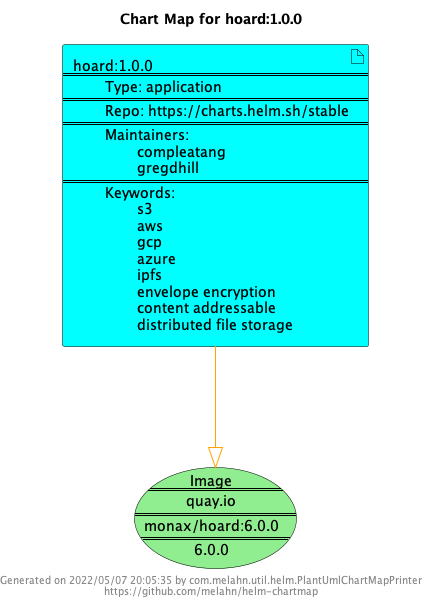 Chart Map for hoard:1.0.0
hoard:1.0.0
Type: application
Repo: https://charts.helm.sh/stable
Maintainers:
compleatang
gregdhill
Keywords:
s3
aws
gcp
azure
ipfs
envelope encryption
content addressable
distributed file storage
Image
quay.io
monax/hoard:6.0.0
6.0.0
Generated on 2022/05/07 20:05:35 by com.melahn.util.helm.PlantUmlChartMapPrinter
https://github.com/melahn/helm-chartmap